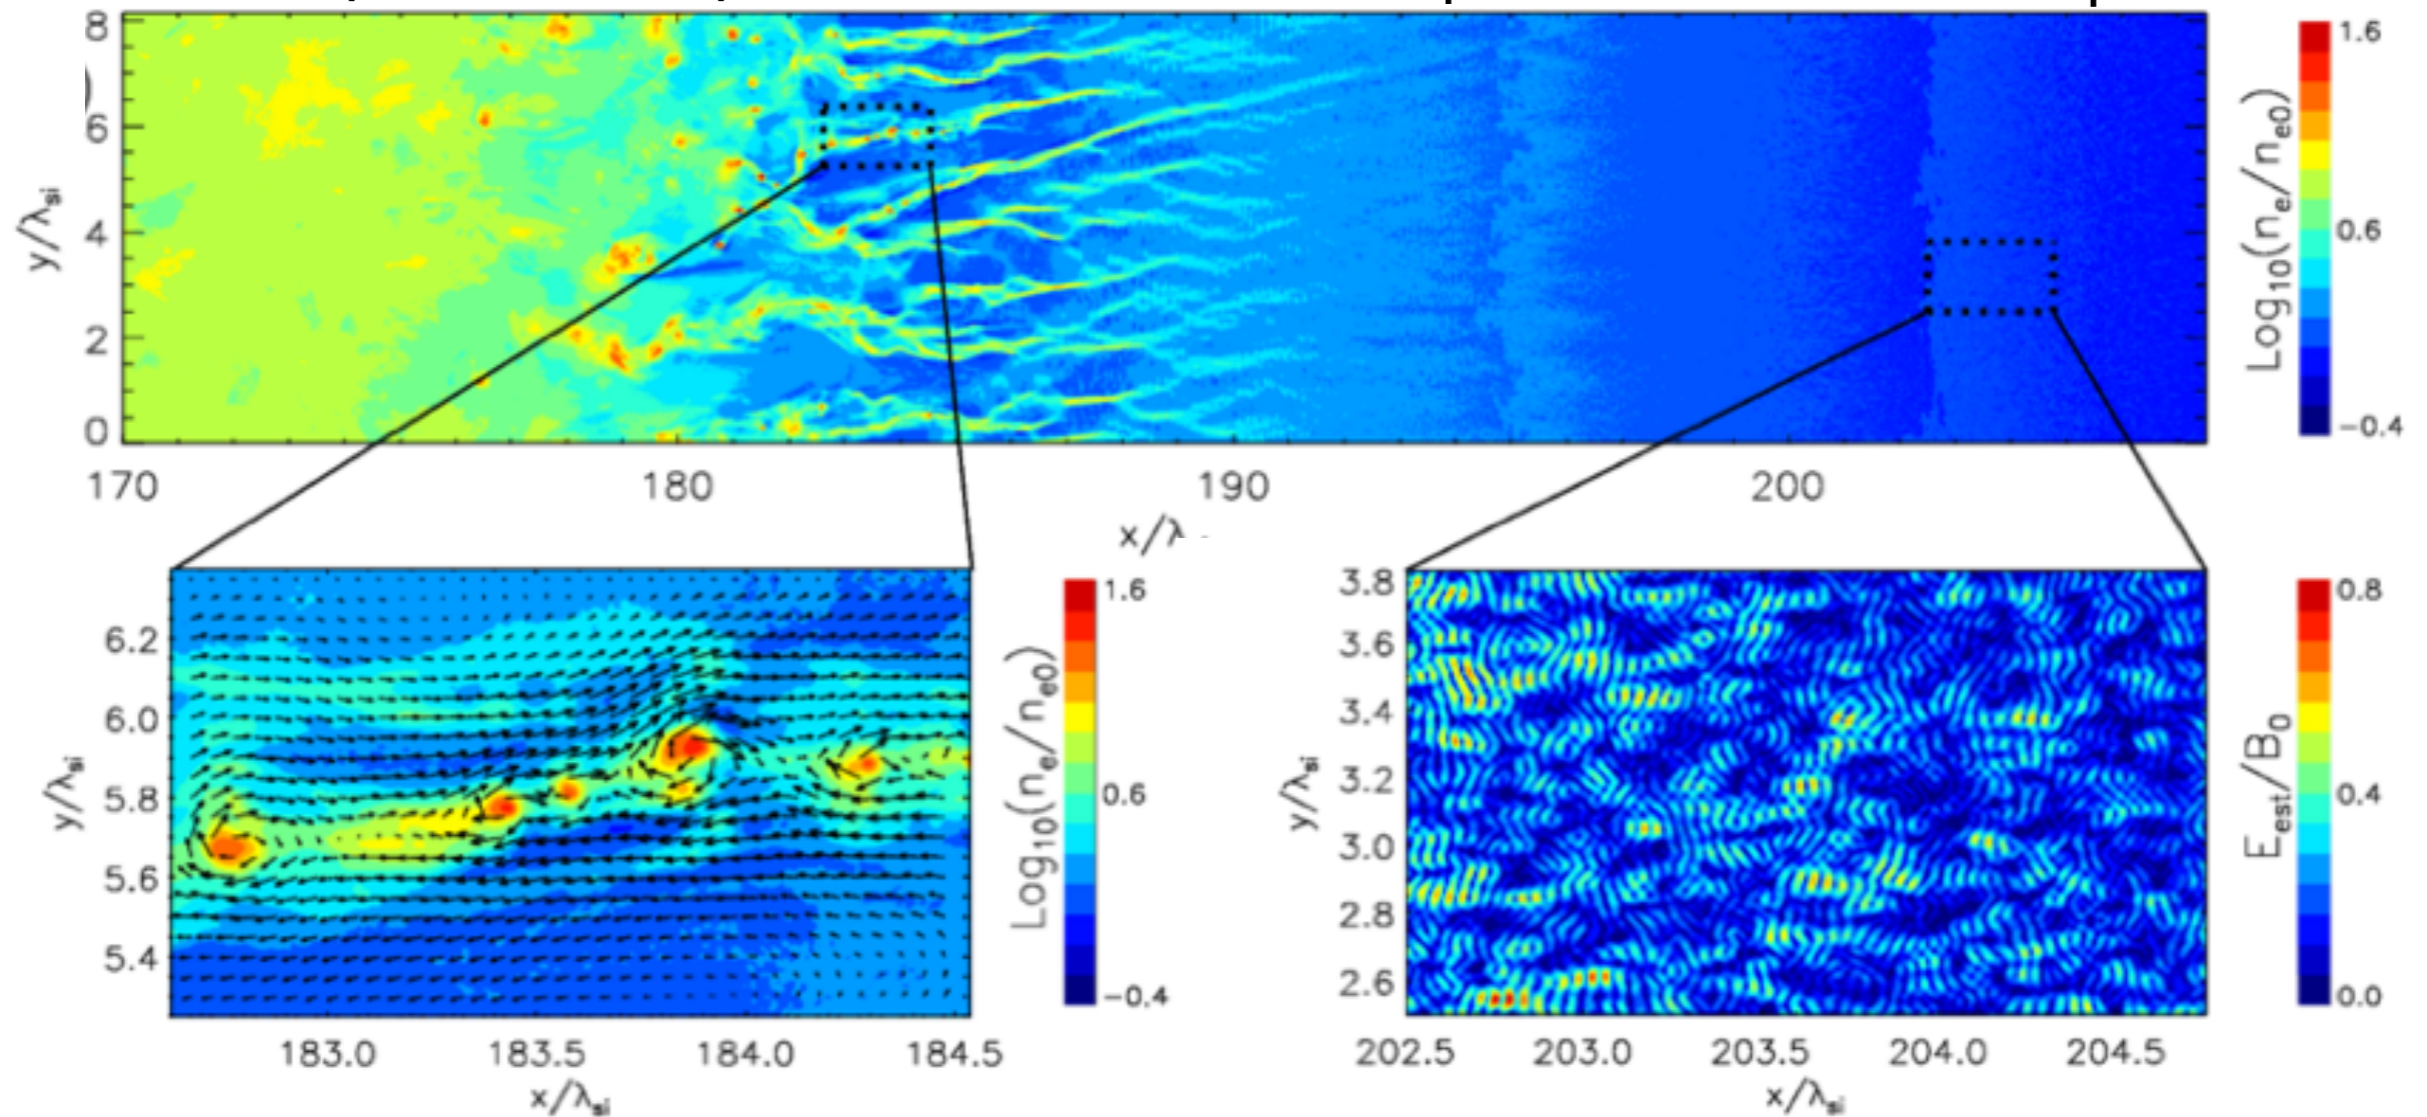 8
6
4
2
0
y/λsi
170 180 190 200
x/λ
1.6
0.6
−0.4
Log10(ne/ne0)
6.2
6.0
5.8
5.6
5.4
y/λsi
183.0 183.5 184.0 184.5
x/λsi
1.6
0.6
−0.4
Log10(ne/ne0)
3.8
3.6
3.4
3.2
3.0
2.8
2.6
y/λsi
202.5 203.0 203.5 204.0 204.5
x/λsi
0.8
0.4
0.0
Eest/B0